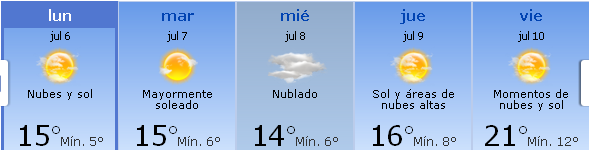 lun
jul 6
Nubes y sol
15° Mín. 5°
mar
jul 7
Mayormente
soleado
15° Mín. 6°
mié
jul 8
Nublado
14° Mín. 6°
jue
jul 9
Sol y áreas de
nubes altas
16° Mín. 8°
vie
jul 10
Momentos de
nubes y sol
21° Mín. 12°